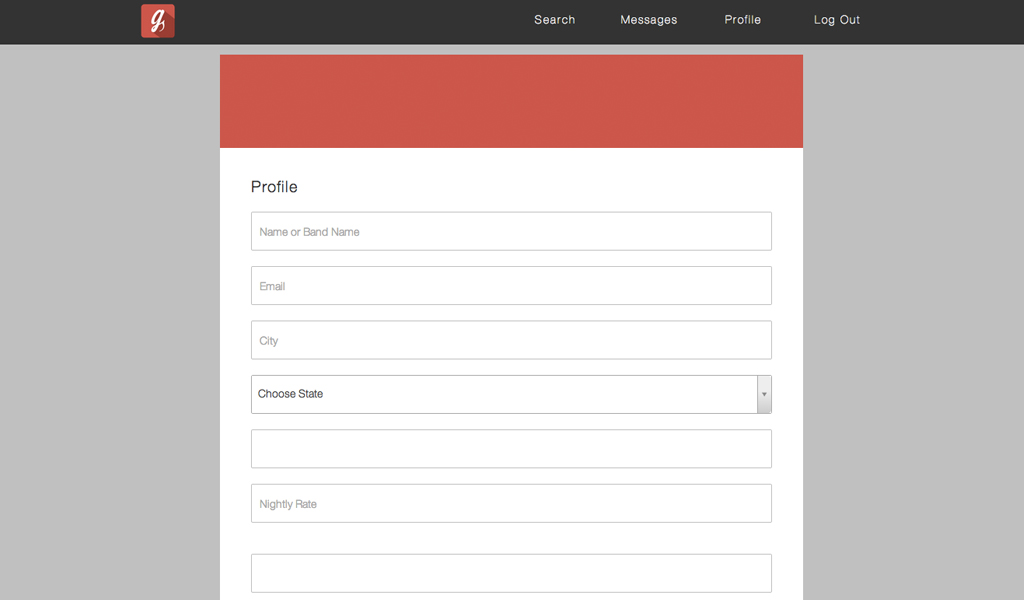 g
Search Messages Profile Log Out
Profile
Name or Band Name
Email
City
Choose State
Nightly Rate